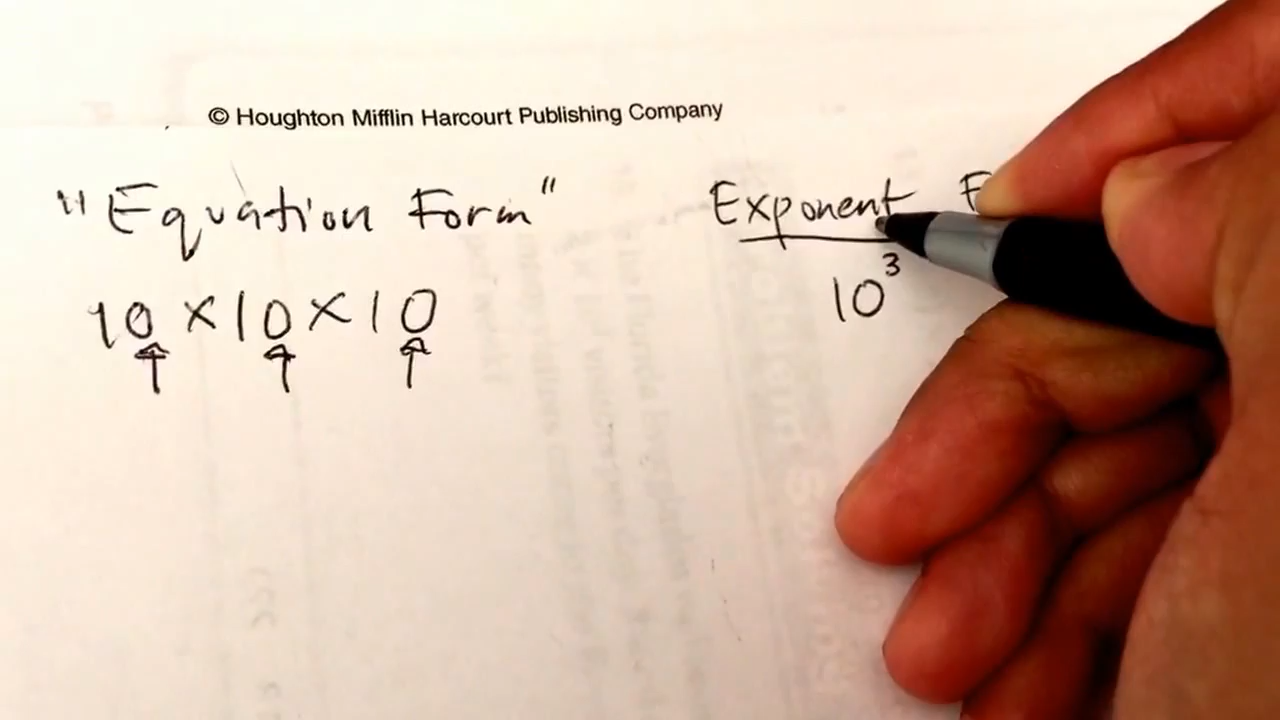 © Houghton Mifflin Harcourt Publishing Company
"Equation Form"
Exponent F
10 × 10 × 10
10³